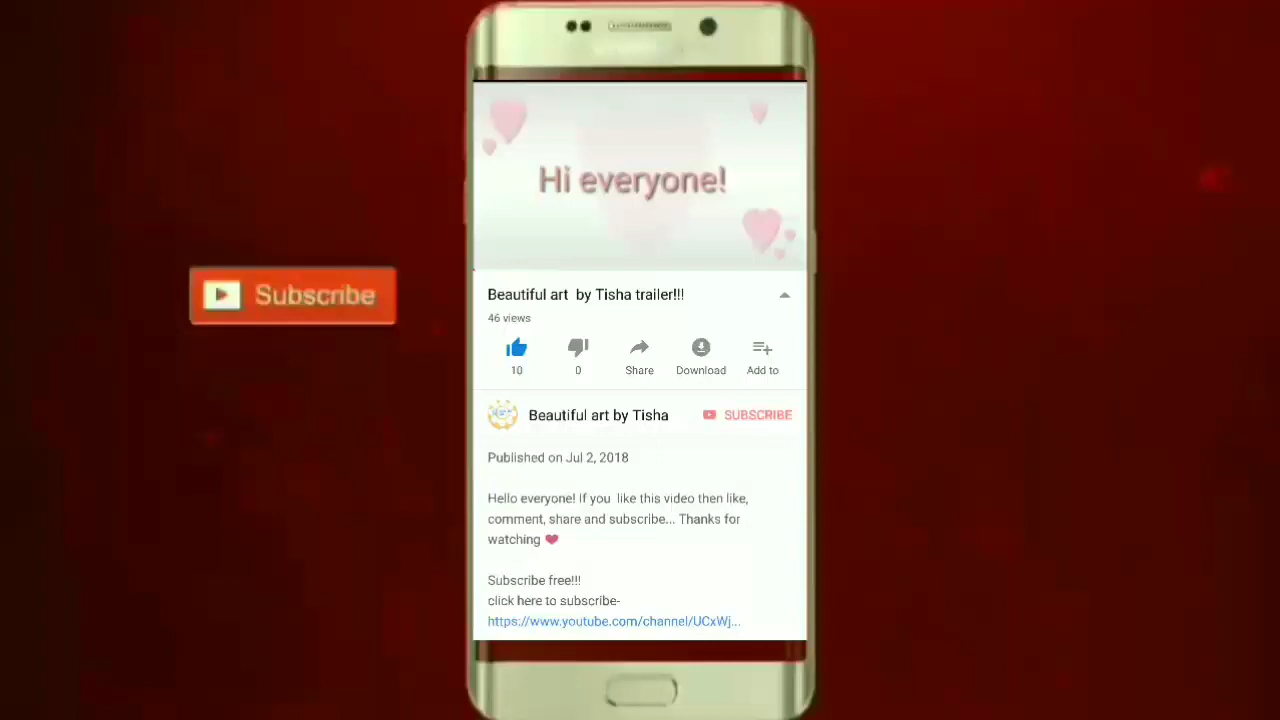 Hi everyone!
Subscribe
Beautiful art by Tisha trailer!!!
46 views
10
0
Share
Download
Add to
Beautiful art by Tisha
SUBSCRIBE
Published on Jul 2, 2018
Hello everyone! If you like this video then like,
comment, share and subscribe... Thanks for
watching ❤
Subscribe free!!!
click here to subscribe-
https://www.youtube.com/channel/UCxWj...